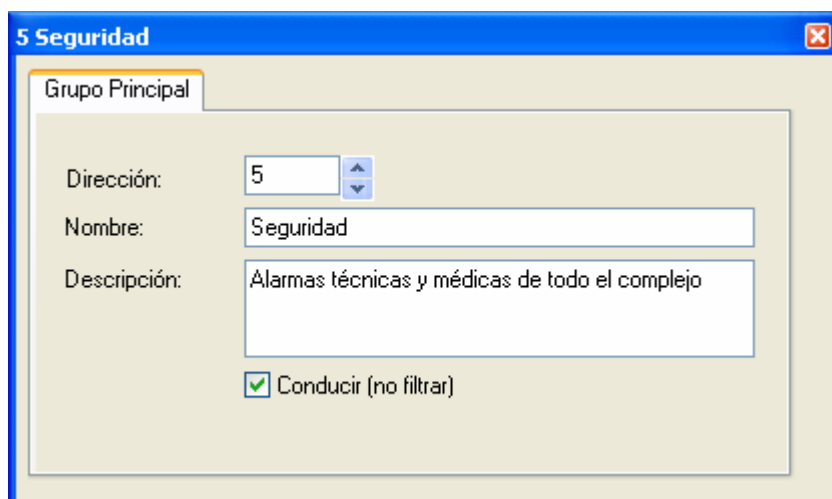 5 Seguridad
Grupo Principal
Dirección: 5
Nombre: Seguridad
Descripción: Alarmas técnicas y médicas de todo el complejo
Conducir (no filtrar)